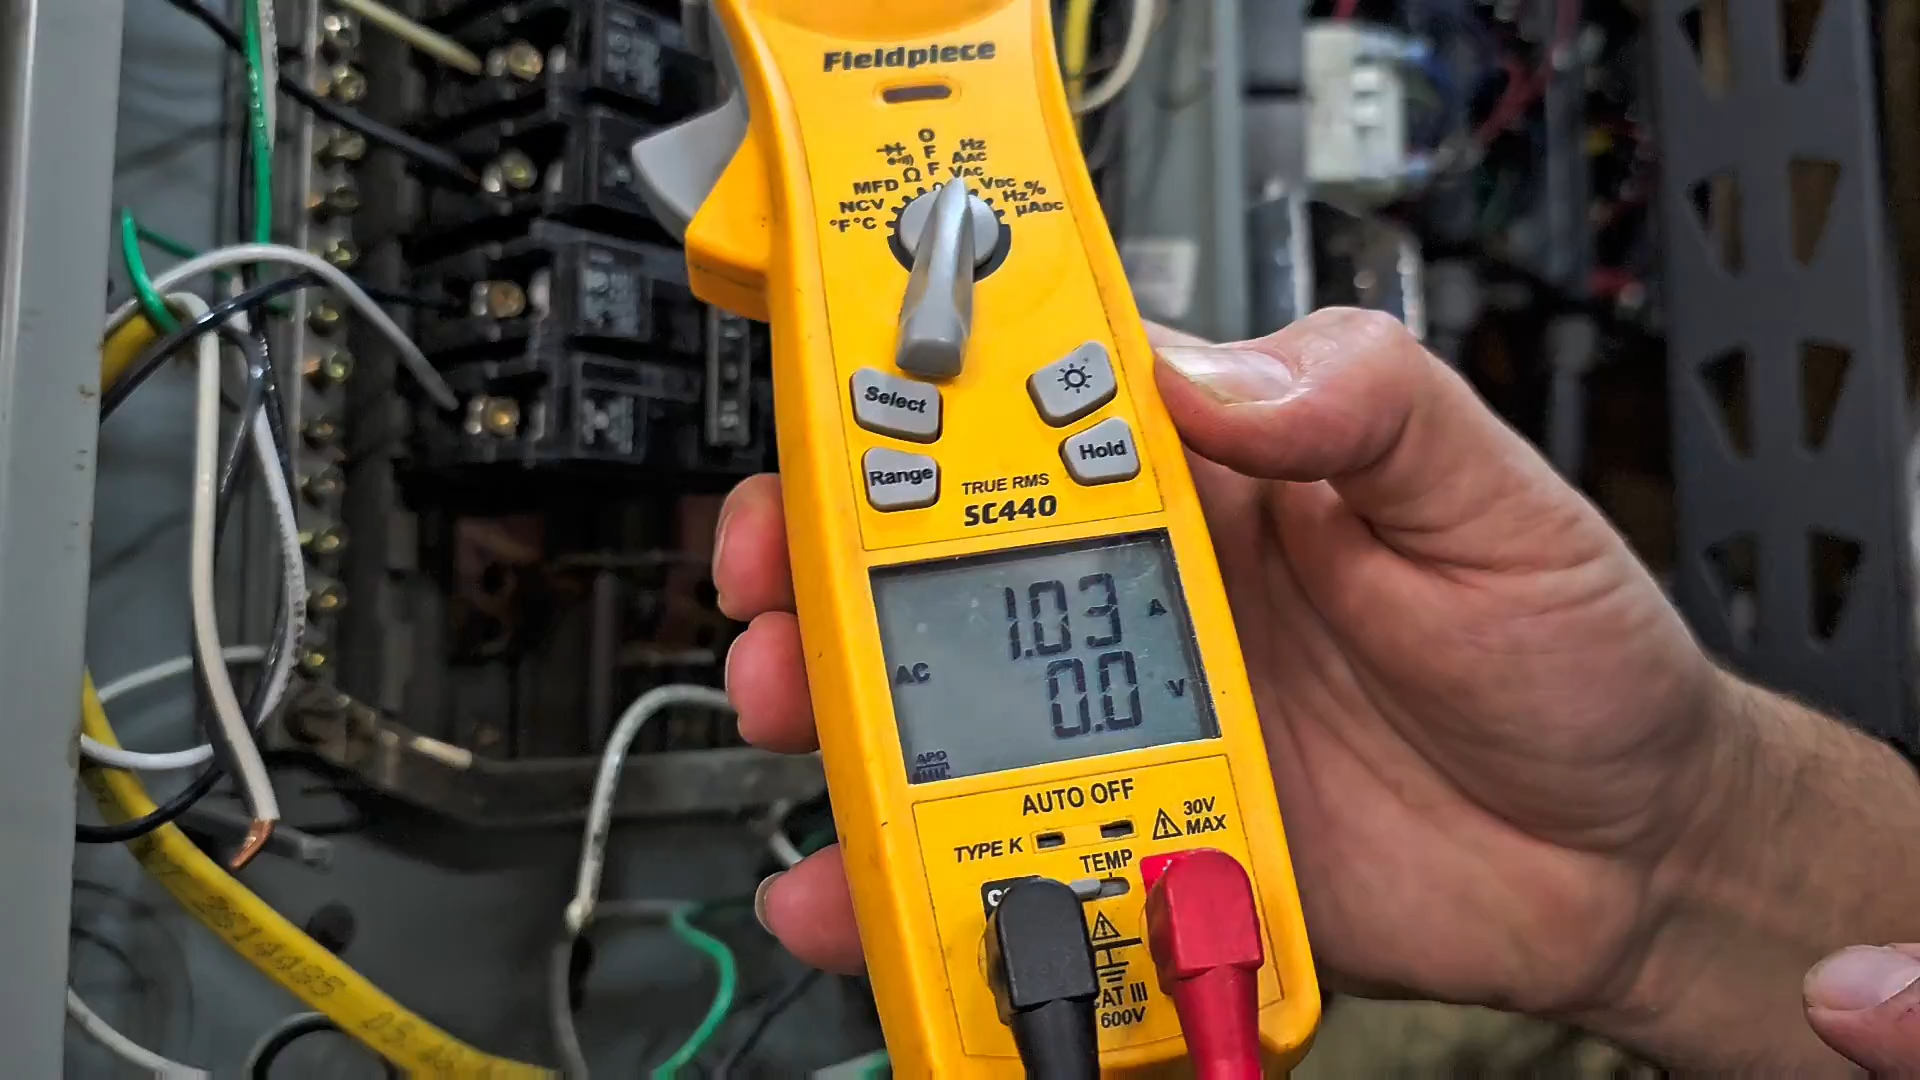 Fieldpiece
O
F
Hz
AAC
Ω
F
VAC
MFD
VDC
%
NCV
Hz
µADC
°F°C
Select
Range
Hold
TRUE RMS
SC440
1.03 A
AC
0.0 V
APO
AUTO OFF
30V
MAX
TYPE K
TEMP
CAT III
600V